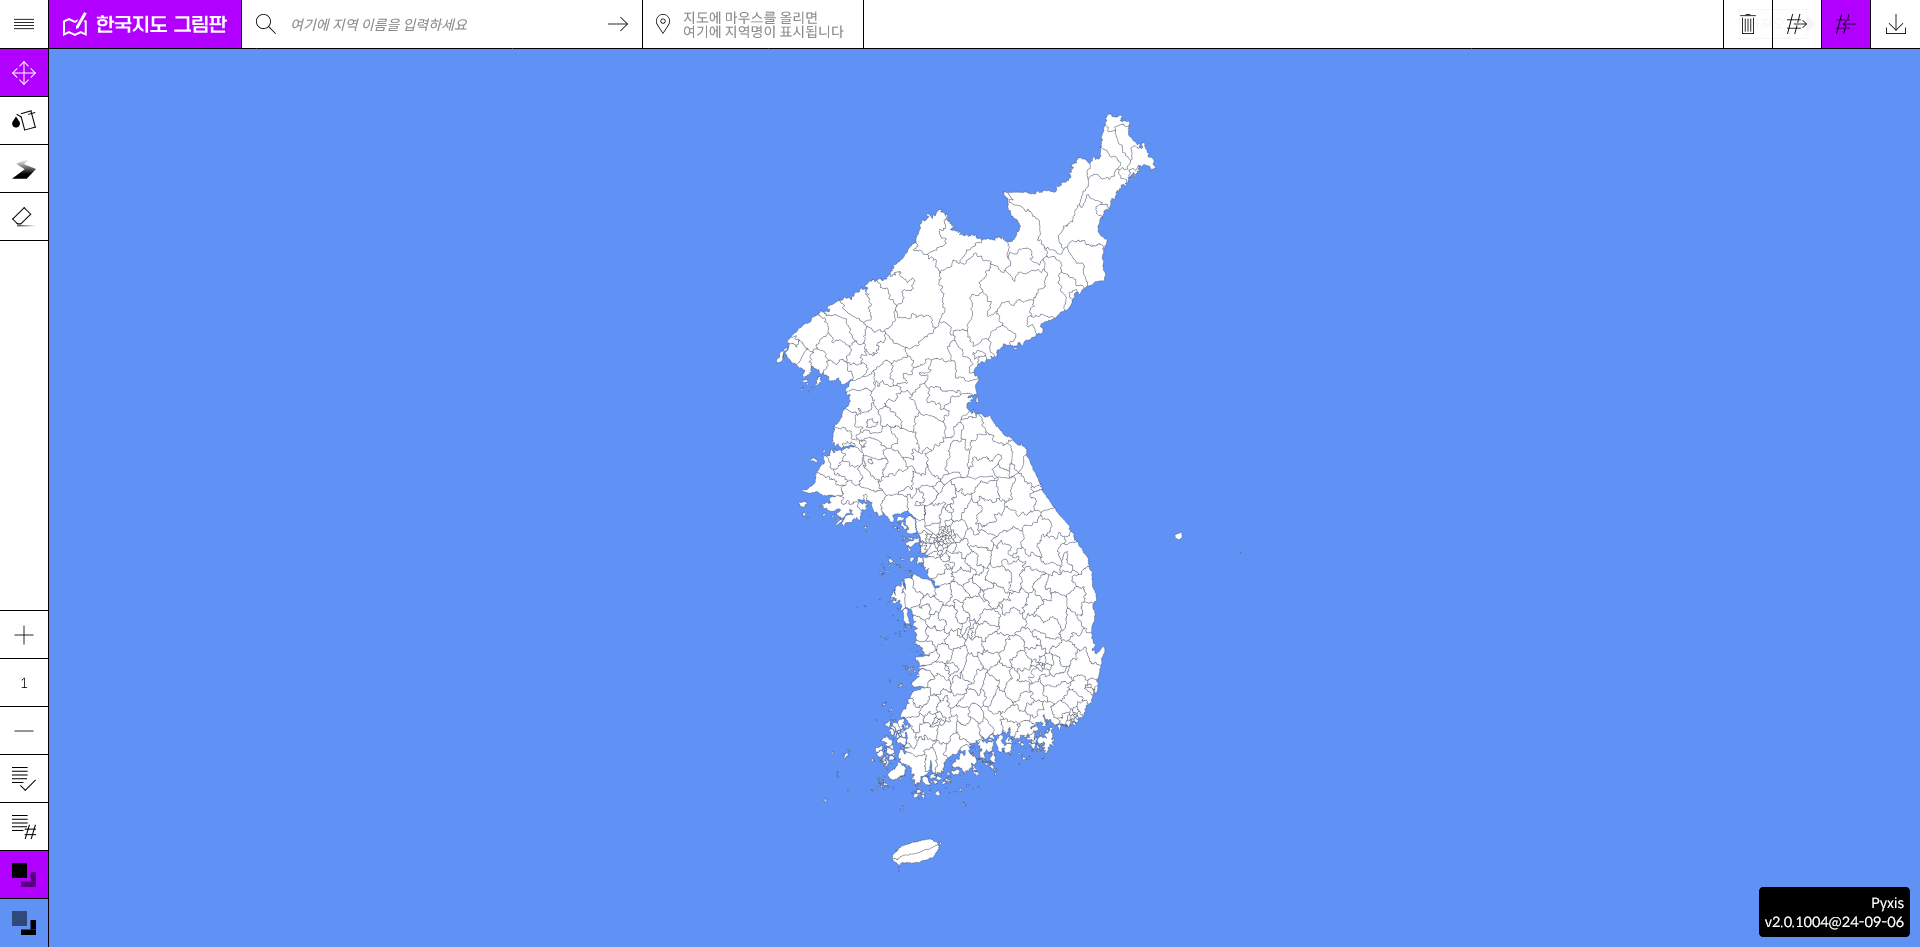 한국지도 그림판
여기에 지역 이름을 입력하세요
지도에 마우스를 올리면
여기에 지역명이 표시됩니다
1
Pyxis
v2.0.1004@24-09-06